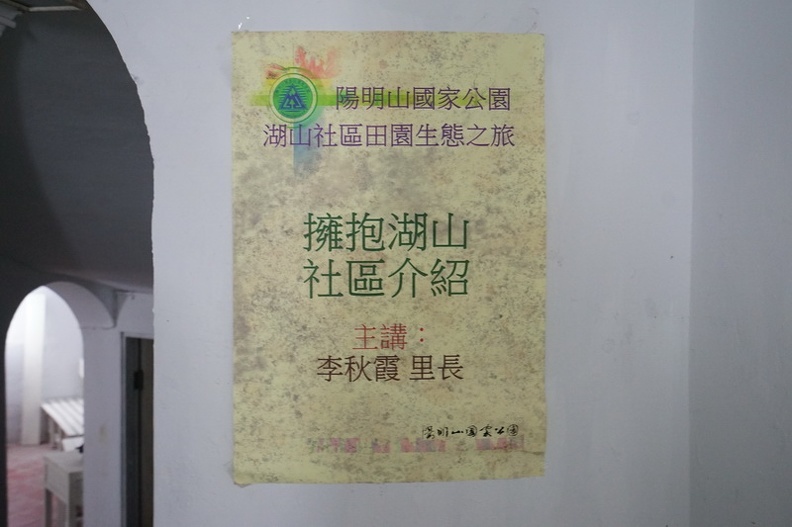 陽明山國家公園
湖山社區田園生態之旅
擁抱湖山
社區介紹
主講：
李秋霞 里長
陽明山國家公園